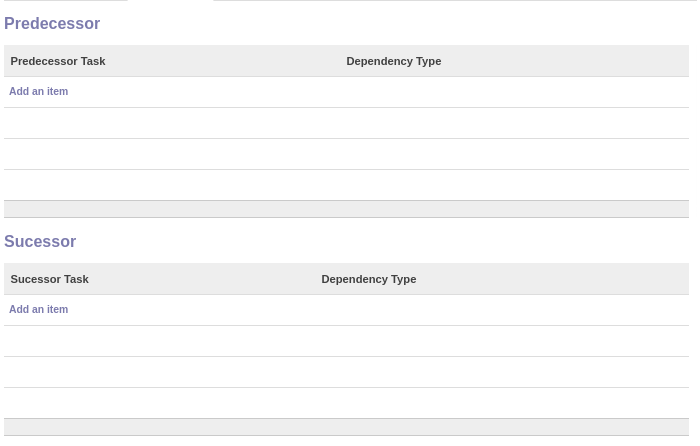 Predecessor
Predecessor Task Dependency Type
Add an item
Sucessor
Sucessor Task Dependency Type
Add an item